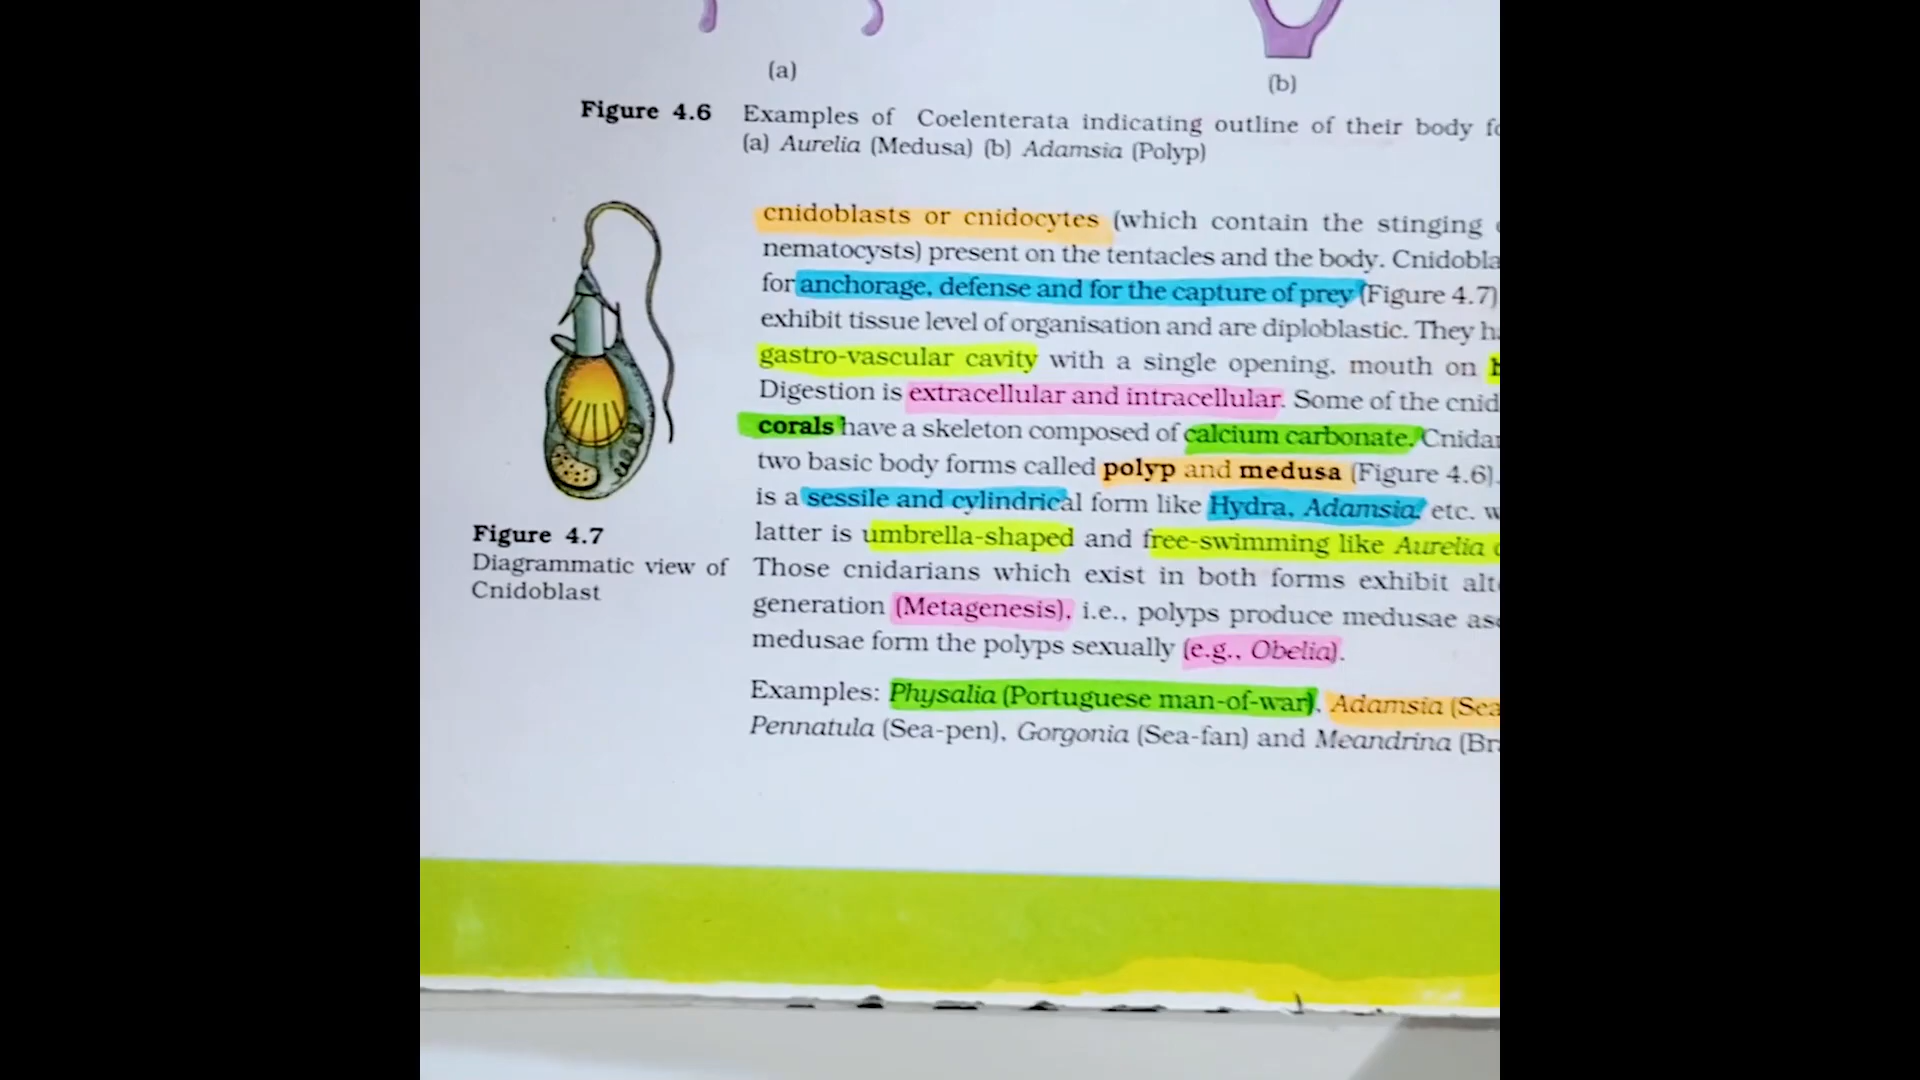 (a)
(b)
Figure 4.6 Examples of Coelenterata indicating outline of their body
(a) Aurelia (Medusa) (b) Adamsia (Polyp)
cnidoblasts or cnidocytes (which contain the stinging
nematocysts) present on the tentacles and the body.
for anchorage, defense and for the capture of prey (Figure 4.7)
exhibit tissue level of organisation and are diploblastic. They
gastro-vascular cavity with a single opening, mouth on
Digestion is extracellular and intracellular. Some of the
corals have a skeleton composed of calcium carbonate.
two basic body forms called polyp and medusa (Figure 4.6).
is a sessile and cylindrical form like Hydra, Adamsia, etc.
latter is umbrella-shaped and free-swimming like Aurelia
Those cnidarians which exist in both forms exhibit
generation (Metagenesis), i.e., polyps produce medusae
medusae form the polyps sexually (e.g., Obelia).
Examples: Physalia (Portuguese man-of-war), Adamsia (Sea
Pennatula (Sea-pen), Gorgonia (Sea-fan) and Meandrina
Figure 4.7
Diagrammatic view of
Cnidoblast